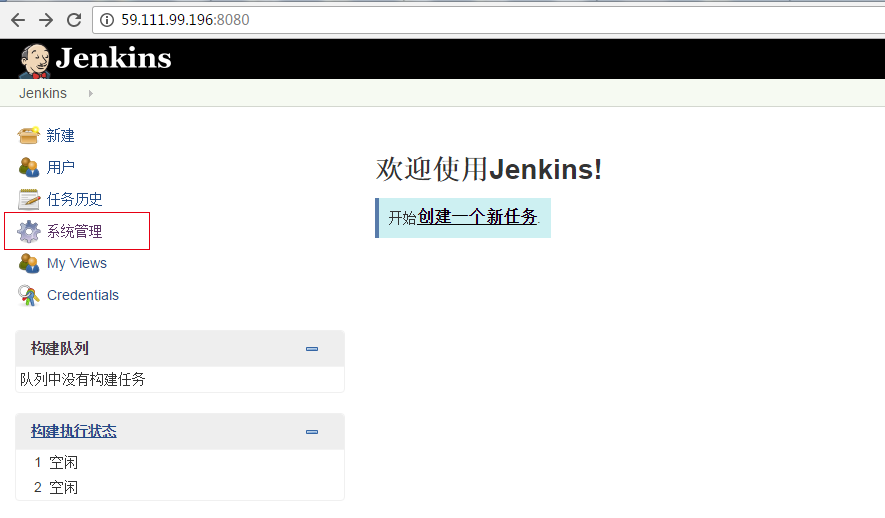 59.111.99.196:8080
Jenkins
Jenkins
新建
用户
任务历史
系统管理
My Views
Credentials
欢迎使用Jenkins!
开始创建一个新任务.
构建队列
队列中没有构建任务
构建执行状态
1 空闲
2 空闲